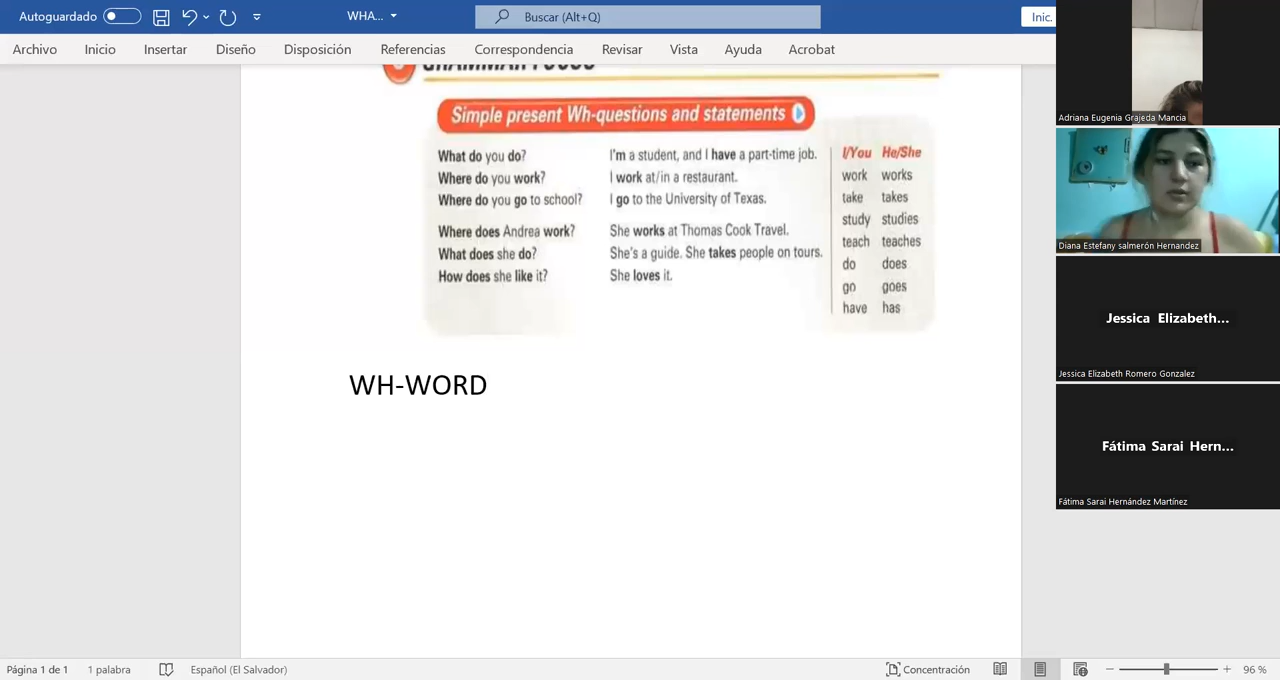 Autoguardado
WHA...
Buscar (Alt+Q)
Inic.
Archivo Inicio Insertar Diseño Disposición Referencias Correspondencia Revisar Vista Ayuda Acrobat
GRAMMAR FOCUS
Simple present Wh-questions and statements
What do you do? I'm a student, and I have a part-time job. I/You He/She
Where do you work? I work at/in a restaurant. work works
Where do you go to school? I go to the University of Texas. take takes
study studies
Where does Andrea work? She works at Thomas Cook Travel. teach teaches
What does she do? She's a guide. She takes people on tours. do does
How does she like it? She loves it. go goes
have has
WH-WORD
Adriana Eugenia Grajeda Mancia
Diana Estefany salmerón Hernandez
Jessica Elizabeth...
Jessica Elizabeth Romero Gonzalez
Fátima Sarai Hern...
Fátima Sarai Hernández Martínez
Página 1 de 1 1 palabra Español (El Salvador) Concentración 96 %